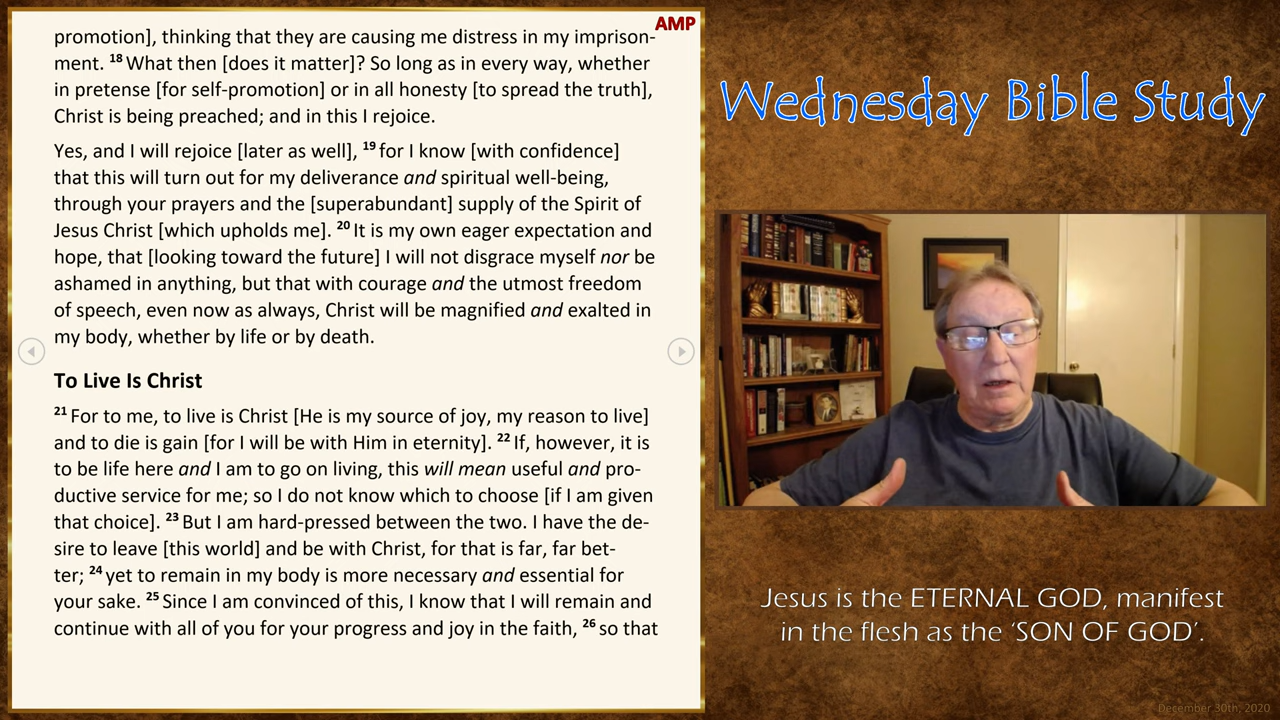 AMP
promotion], thinking that they are causing me distress in my imprison-
ment. 18 What then [does it matter]? So long as in every way, whether
in pretense [for self-promotion] or in all honesty [to spread the truth],
Christ is being preached; and in this I rejoice.
Yes, and I will rejoice [later as well], 19 for I know [with confidence]
that this will turn out for my deliverance and spiritual well-being,
through your prayers and the [superabundant] supply of the Spirit of
Jesus Christ [which upholds me]. 20 It is my own eager expectation and
hope, that [looking toward the future] I will not disgrace myself nor be
ashamed in anything, but that with courage and the utmost freedom
of speech, even now as always, Christ will be magnified and exalted in
my body, whether by life or by death.
To Live Is Christ
21 For to me, to live is Christ [He is my source of joy, my reason to live]
and to die is gain [for I will be with Him in eternity]. 22 If, however, it is
to be life here and I am to go on living, this will mean useful and pro-
ductive service for me; so I do not know which to choose [if I am given
that choice]. 23 But I am hard-pressed between the two. I have the de-
sire to leave [this world] and be with Christ, for that is far, far bet-
ter; 24 yet to remain in my body is more necessary and essential for
your sake. 25 Since I am convinced of this, I know that I will remain and
continue with all of you for your progress and joy in the faith, 26 so that
Wednesday Bible Study
Jesus is the ETERNAL GOD, manifest
in the flesh as the ‘SON OF GOD’.
December 30th, 2020